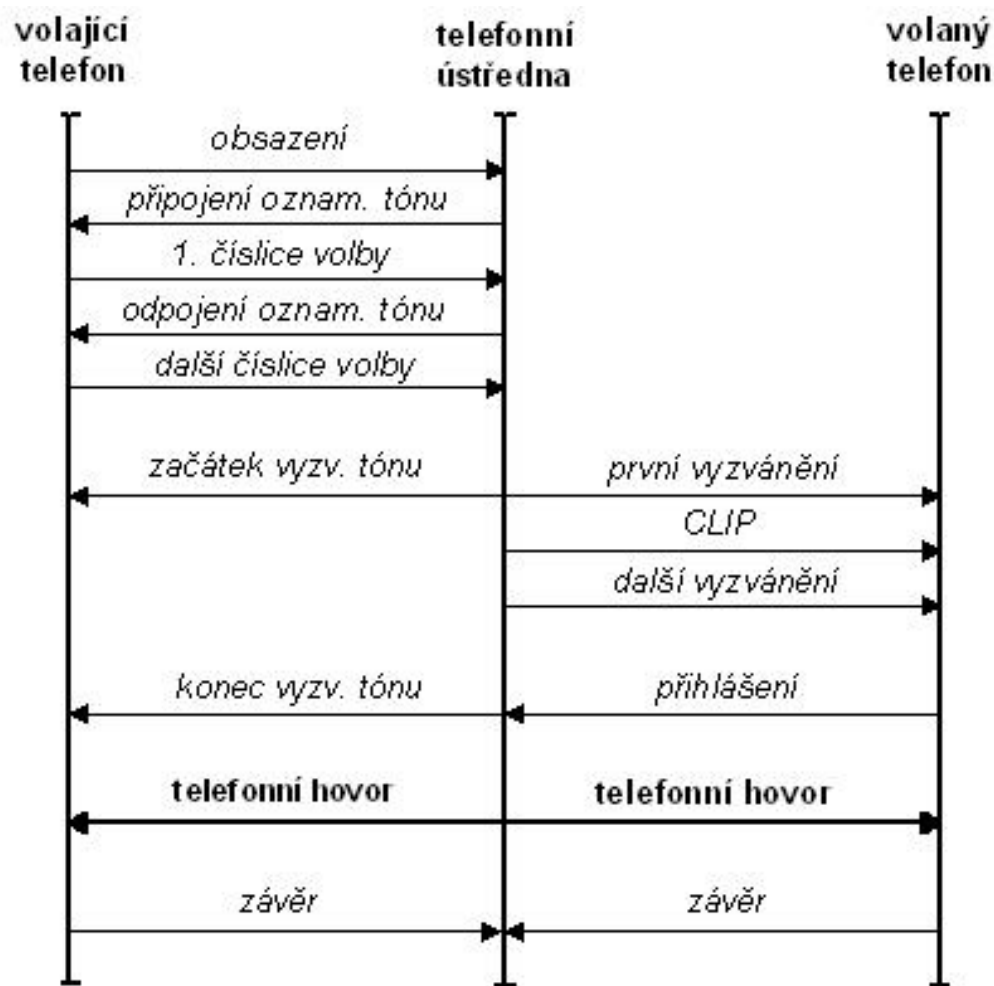 volající
telefon
telefonní
ústředna
volaný
telefon
obsazení
připojení oznam. tónu
1. číslice volby
odpojení oznam. tónu
další číslice volby
začátek vyzv. tónu
první vyzvánění
CLIP
další vyzvánění
konec vyzv. tónu
přihlášení
telefonní hovor
telefonní hovor
závěr
závěr